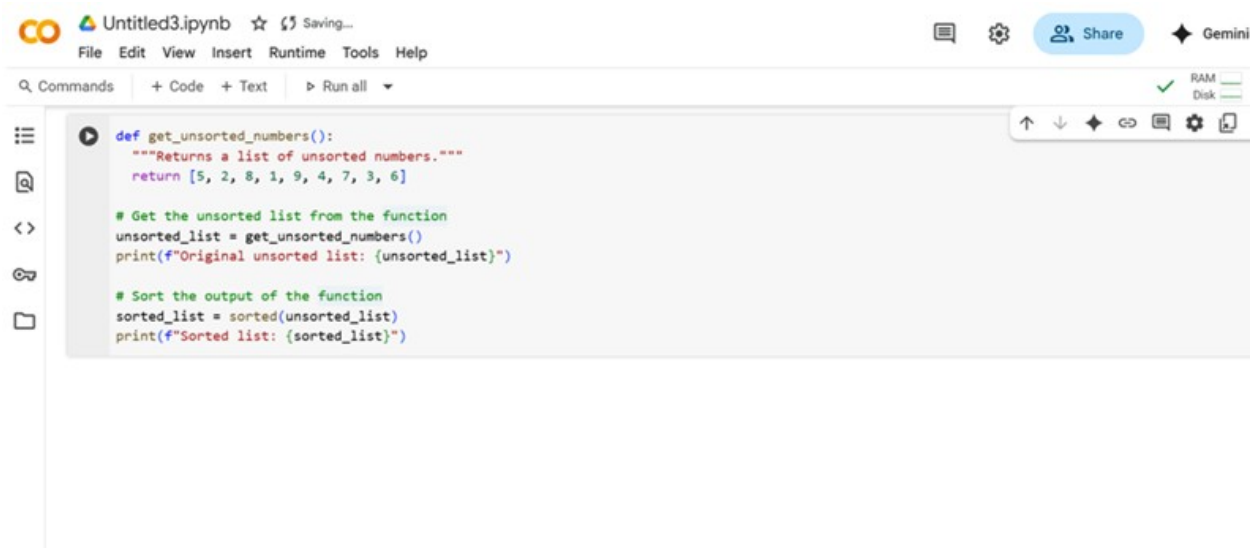 Untitled3.ipynb Saving...
Share
Gemini
File Edit View Insert Runtime Tools Help
Commands + Code + Text Run all
RAM
Disk
def get_unsorted_numbers():
  """Returns a list of unsorted numbers."""
  return [5, 2, 8, 1, 9, 4, 7, 3, 6]
# Get the unsorted list from the function
unsorted_list = get_unsorted_numbers()
print(f"Original unsorted list: {unsorted_list}")
# Sort the output of the function
sorted_list = sorted(unsorted_list)
print(f"Sorted list: {sorted_list}")